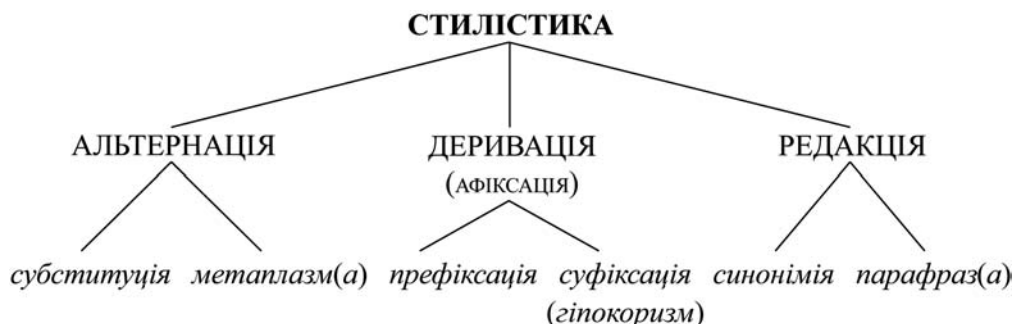 СТИЛІСТИКА
АЛЬТЕРНАЦІЯ ДЕРИВАЦІЯ РЕДАКЦІЯ
(АФІКСАЦІЯ)
субституція метаплазм(а) префіксація суфіксація синонімія парафраз(а)
(гіпокоризм)